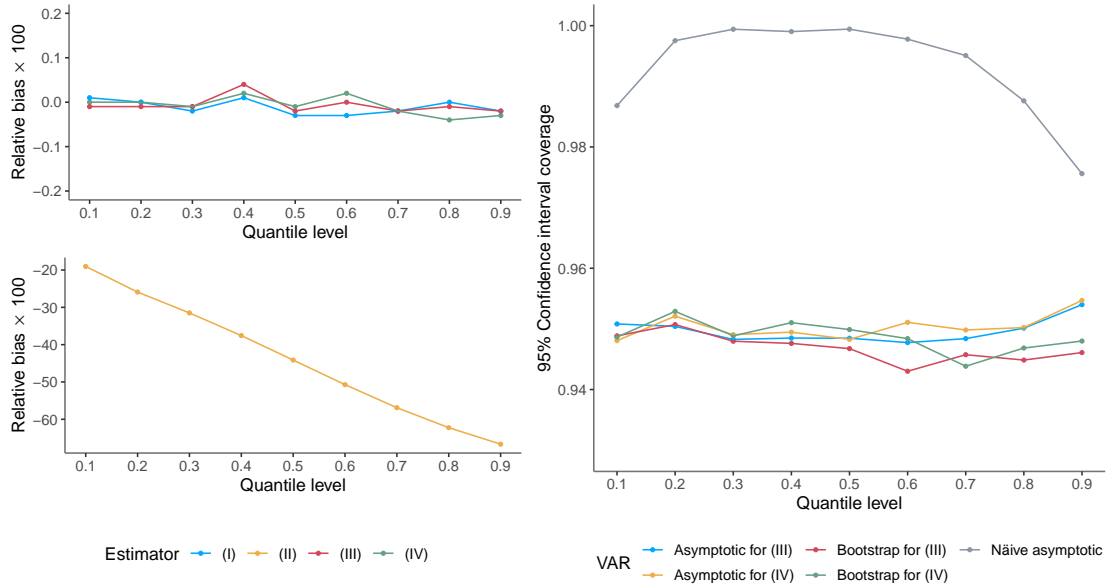 Relative bias × 100
0.2
0.1
0.0
−0.1
−0.2
0.1 0.2 0.3 0.4 0.5 0.6 0.7 0.8 0.9
Quantile level
Relative bias × 100
−20
−30
−40
−50
−60
0.1 0.2 0.3 0.4 0.5 0.6 0.7 0.8 0.9
Quantile level
Estimator (I) (II) (III) (IV)
95% Confidence interval coverage
1.00
0.98
0.96
0.94
0.1 0.2 0.3 0.4 0.5 0.6 0.7 0.8 0.9
Quantile level
VAR
Asymptotic for (III) Bootstrap for (III) Näive asymptotic
Asymptotic for (IV) Bootstrap for (IV)